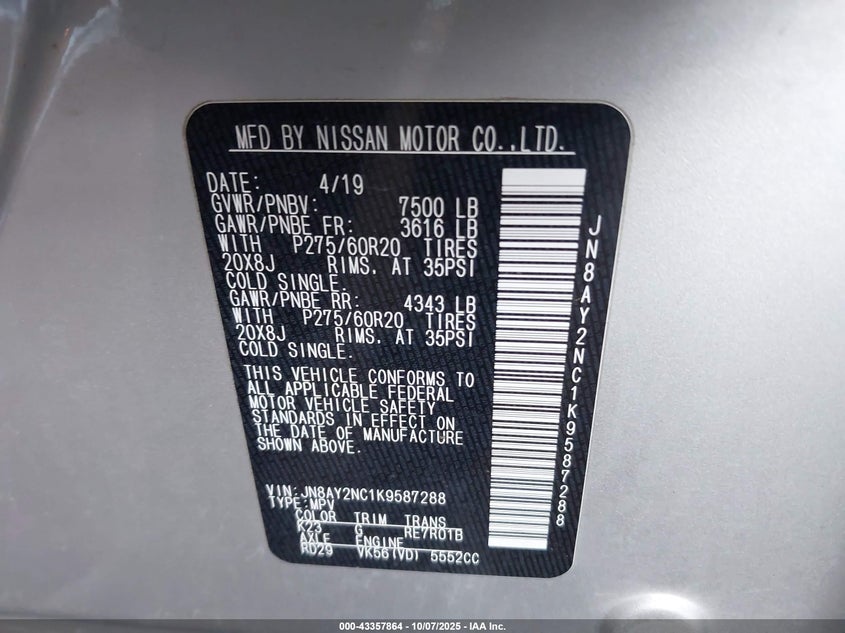 MFD BY NISSAN MOTOR CO.,LTD.
DATE: 4/19
GVWR/PNBV: 7500 LB
GAWR/PNBE FR: 3616 LB
WITH P275/60R20 TIRES
20X8J RIMS. AT 35PSI
COLD SINGLE.
GAWR/PNBE RR: 4343 LB
WITH P275/60R20 TIRES
20X8J RIMS. AT 35PSI
COLD SINGLE.
THIS VEHICLE CONFORMS TO
ALL APPLICABLE FEDERAL
MOTOR VEHICLE SAFETY
STANDARDS IN EFFECT ON
THE DATE OF MANUFACTURE
SHOWN ABOVE.
VIN:JN8AY2NC1K9587288
TYPE:MPV
COLOR TRIM TRANS
K23 G RE7R01B
AXLE ENGINE
RD29 VK56(VD) 5552CC
JN8AY2NC1K9587288
000-43357864 - 10/07/2025 - IAA Inc.